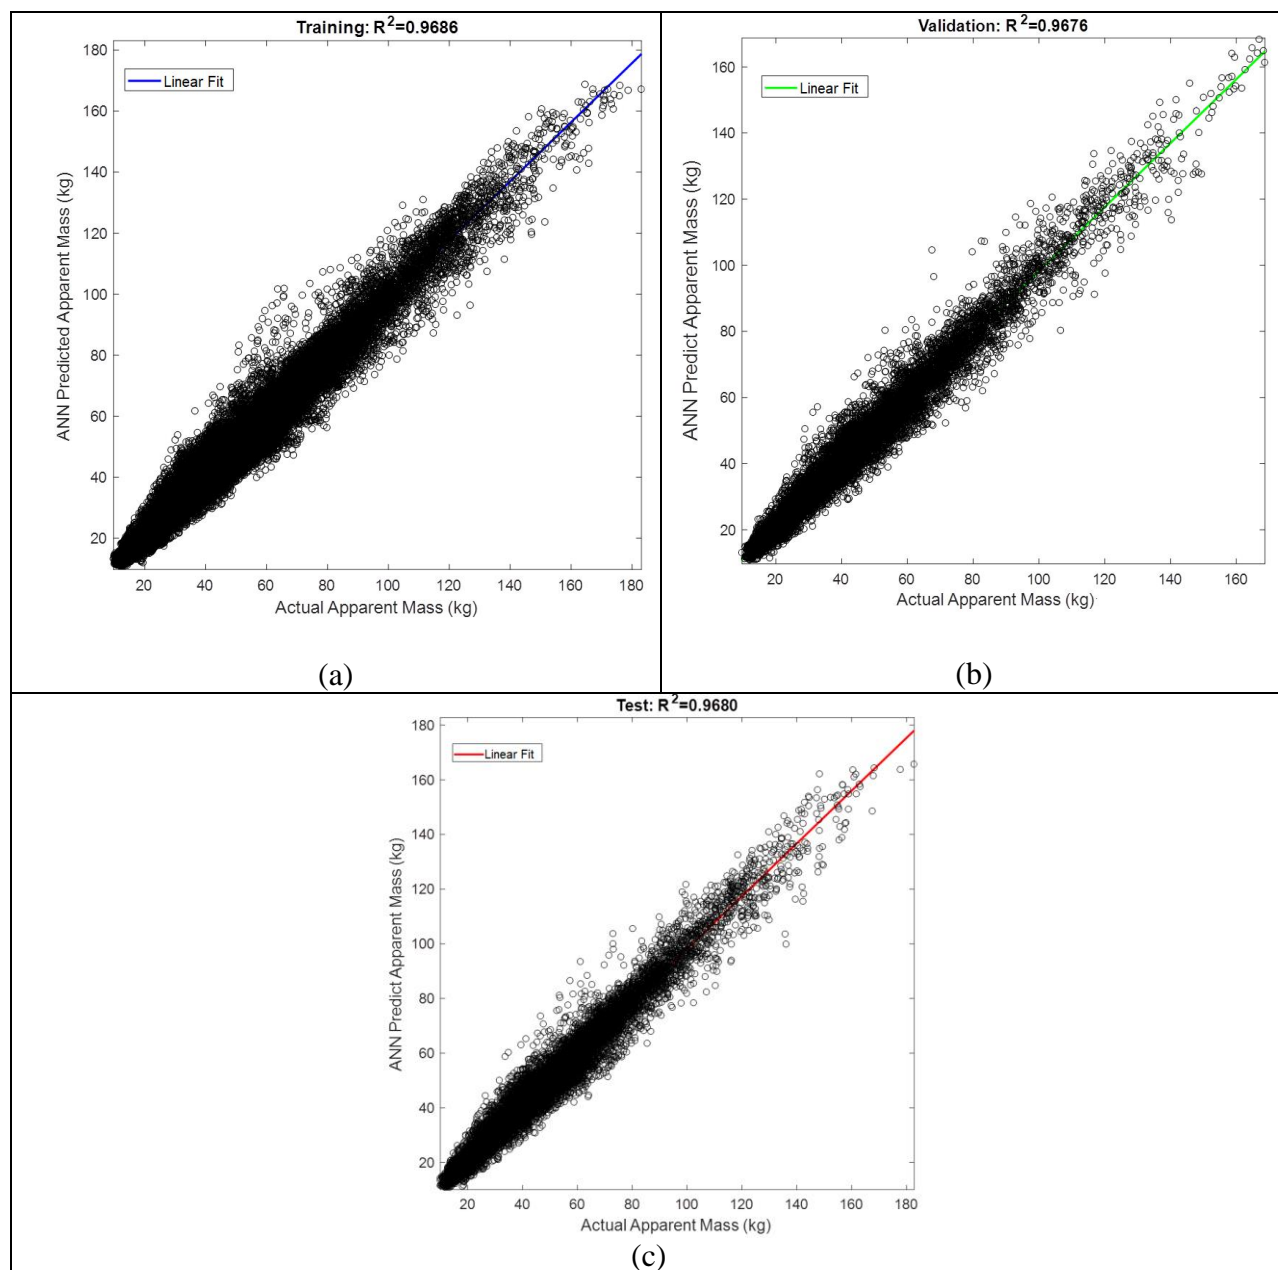 Training: R²=0.9686
Linear Fit
ANN Predicted Apparent Mass (kg)
180
160
140
120
100
80
60
40
20
20 40 60 80 100 120 140 160 180
Actual Apparent Mass (kg)
(a)
Validation: R²=0.9676
Linear Fit
ANN Predict Apparent Mass (kg)
160
140
120
100
80
60
40
20
20 40 60 80 100 120 140 160
Actual Apparent Mass (kg)
(b)
Test: R²=0.9680
Linear Fit
ANN Predict Apparent Mass (kg)
180
160
140
120
100
80
60
40
20
20 40 60 80 100 120 140 160 180
Actual Apparent Mass (kg)
(c)